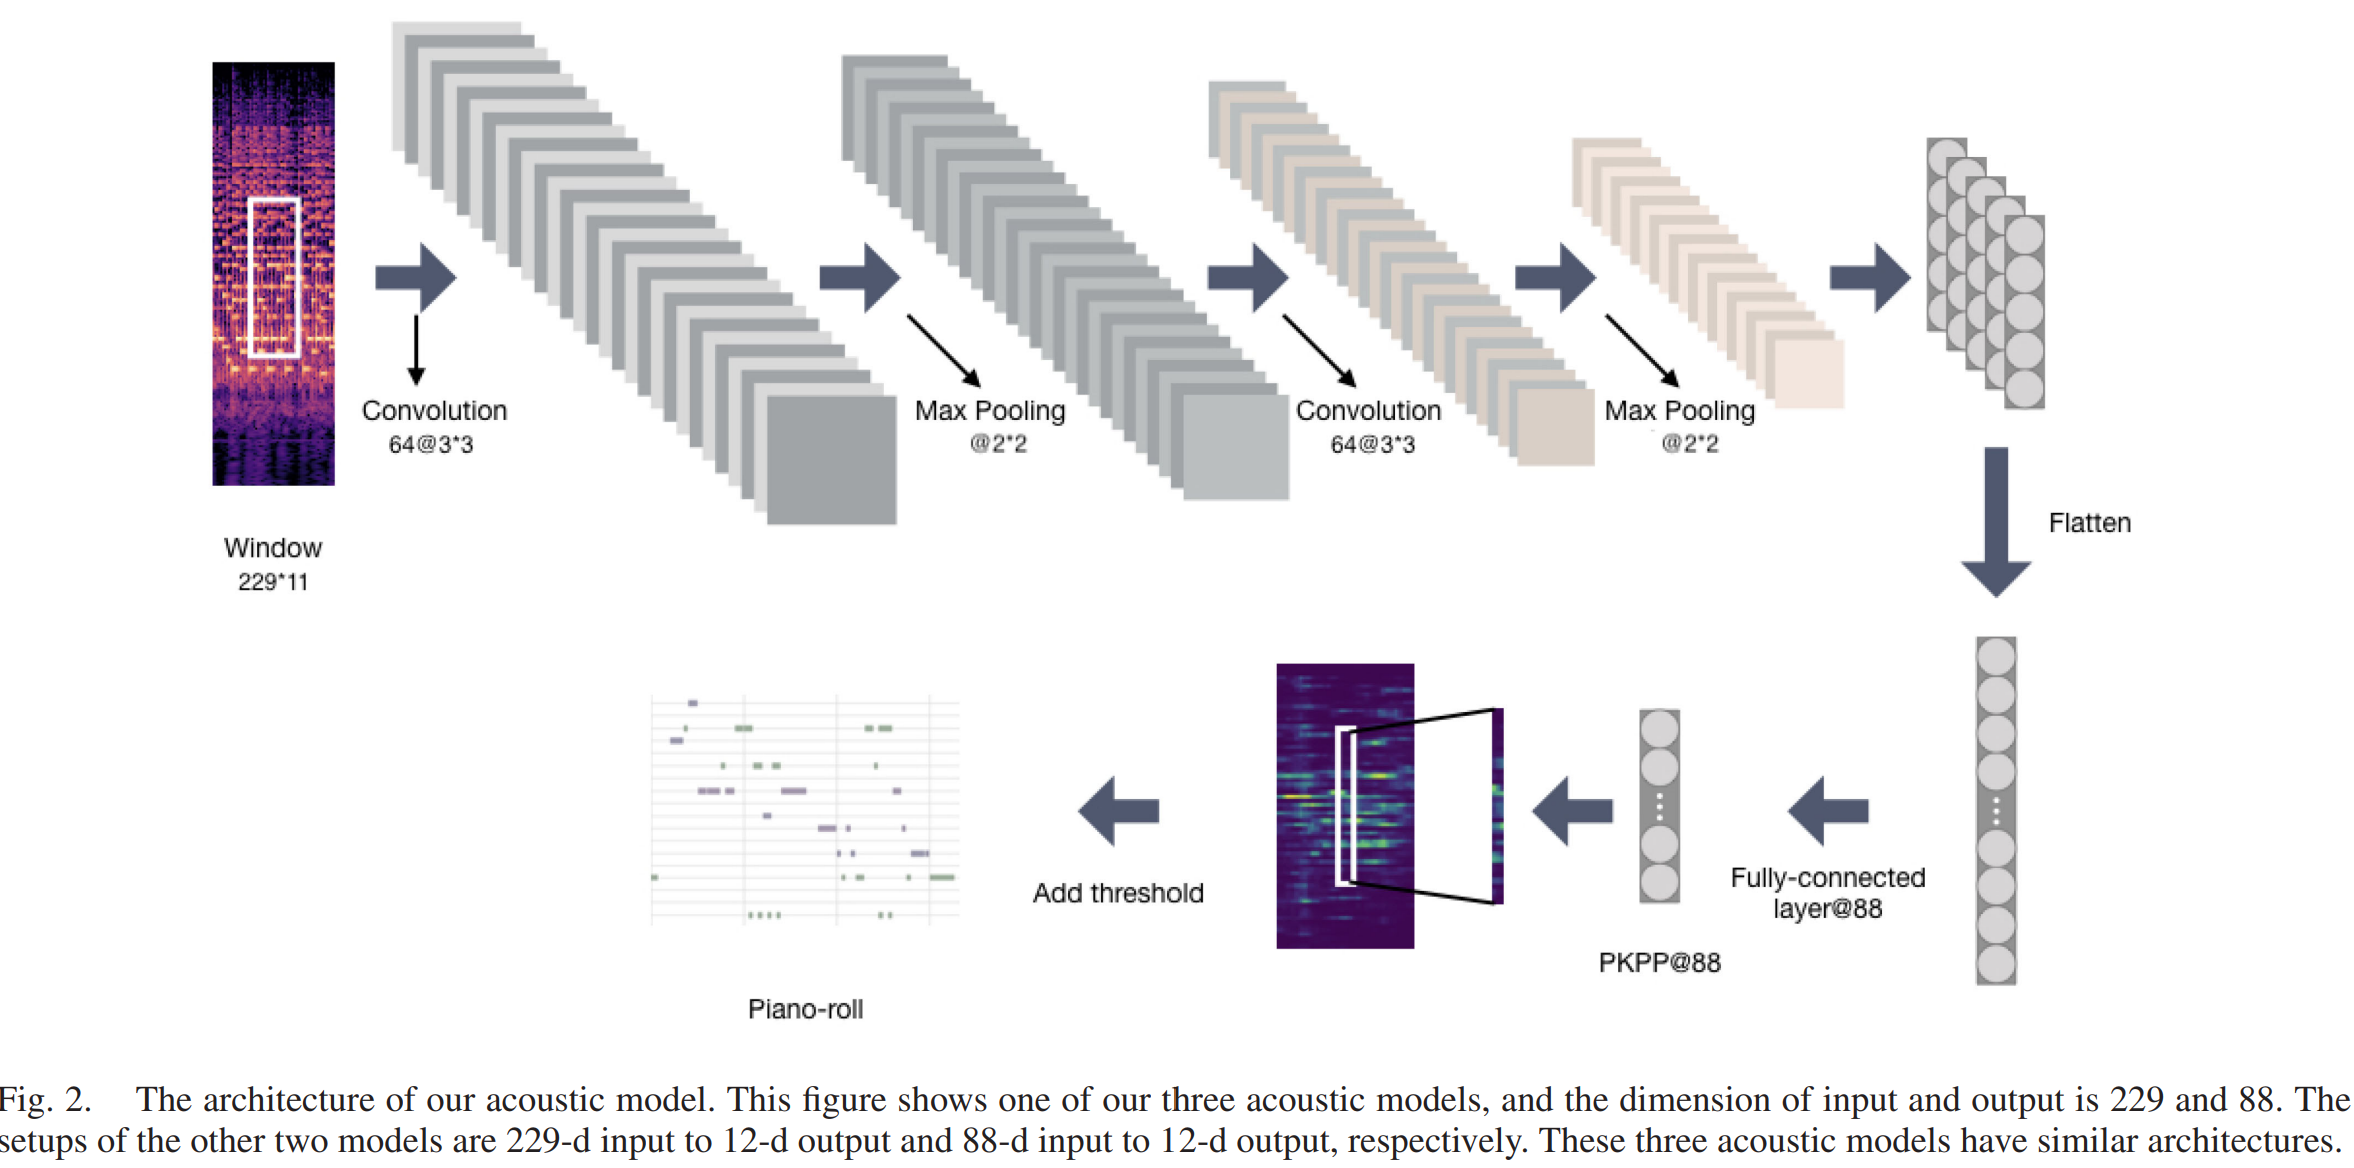 Window
229*11
Convolution
64@3*3
Max Pooling
@2*2
Convolution
64@3*3
Max Pooling
@2*2
Flatten
Fully-connected
layer@88
PKPP@88
Add threshold
Piano-roll
Fig. 2. The architecture of our acoustic model. This figure shows one of our three acoustic models, and the dimension of input and output is 229 and 88. The
setups of the other two models are 229-d input to 12-d output and 88-d input to 12-d output, respectively. These three acoustic models have similar architectures.